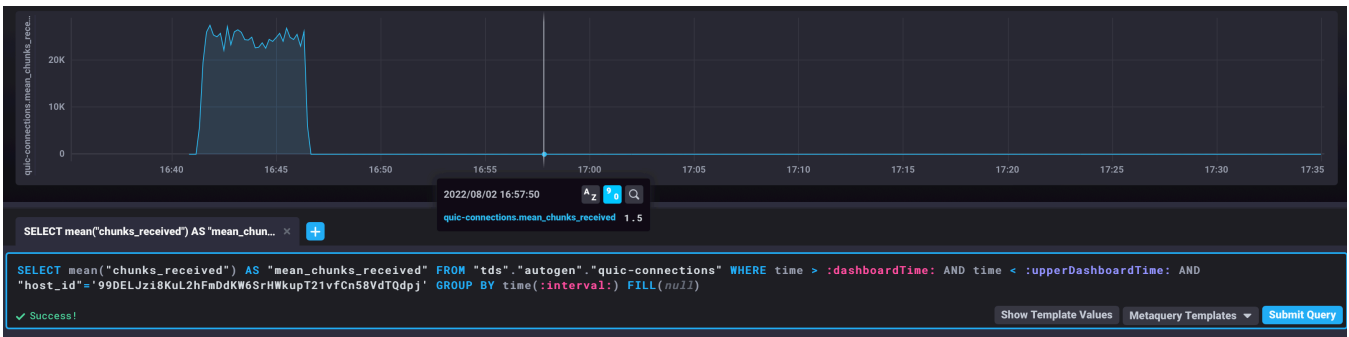 quic-connections.mean_chunks_rece...
20K
10K
0
16:40 16:45 16:50 16:55 17:00 17:05 17:10 17:15 17:20 17:25 17:30 17:35
2022/08/02 16:57:50 AZ 90
quic-connections.mean_chunks_received 1.5
SELECT mean("chunks_received") AS "mean_chun... × +
SELECT mean("chunks_received") AS "mean_chunks_received" FROM "tds"."autogen"."quic-connections" WHERE time > :dashboardTime: AND time < :upperDashboardTime: AND
"host_id"='99DELJzi8KuL2hFmDdKW6SrHWkupT21vfCn58VdTQdpj' GROUP BY time(:interval:) FILL(null)
✓ Success! Show Template Values Metaquery Templates Submit Query